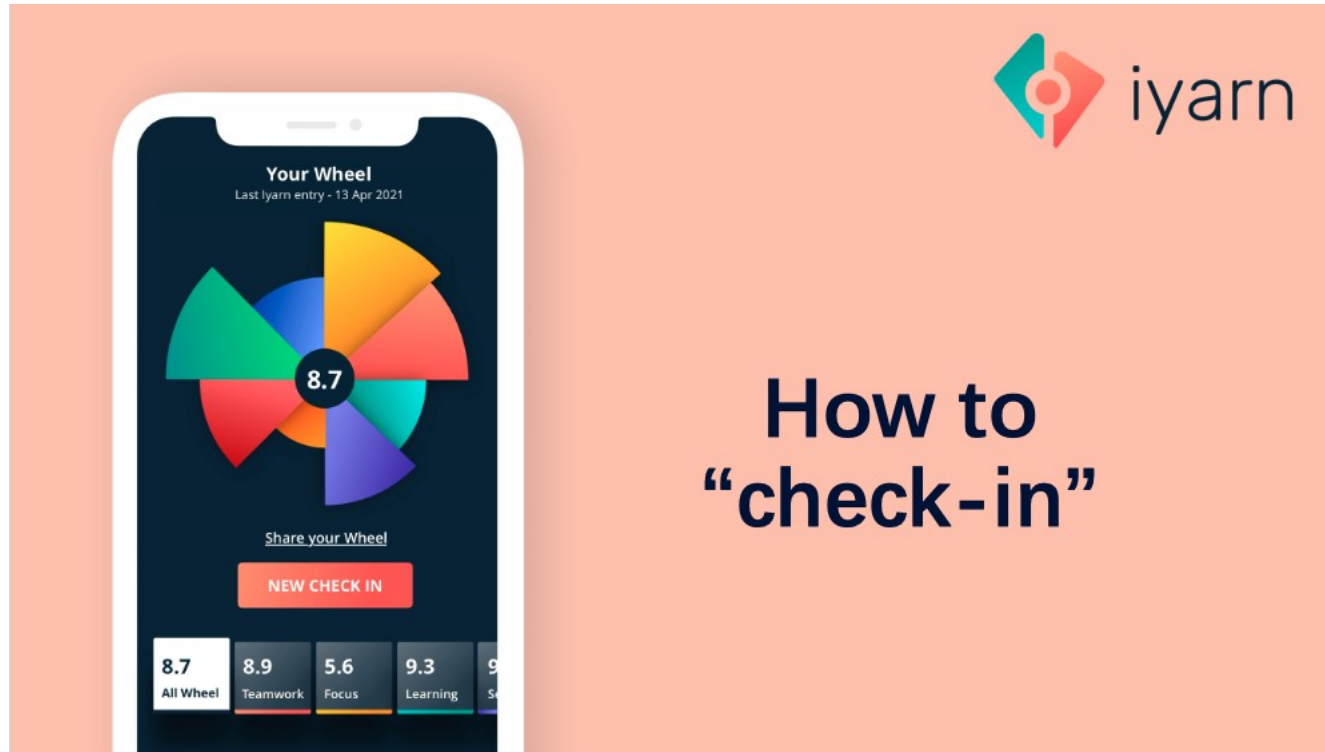 iyarn
Your Wheel
Last Iyarn entry - 13 Apr 2021
8.7
Share your Wheel
NEW CHECK IN
8.7
All Wheel
8.9
Teamwork
5.6
Focus
9.3
Learning
How to
“check-in”